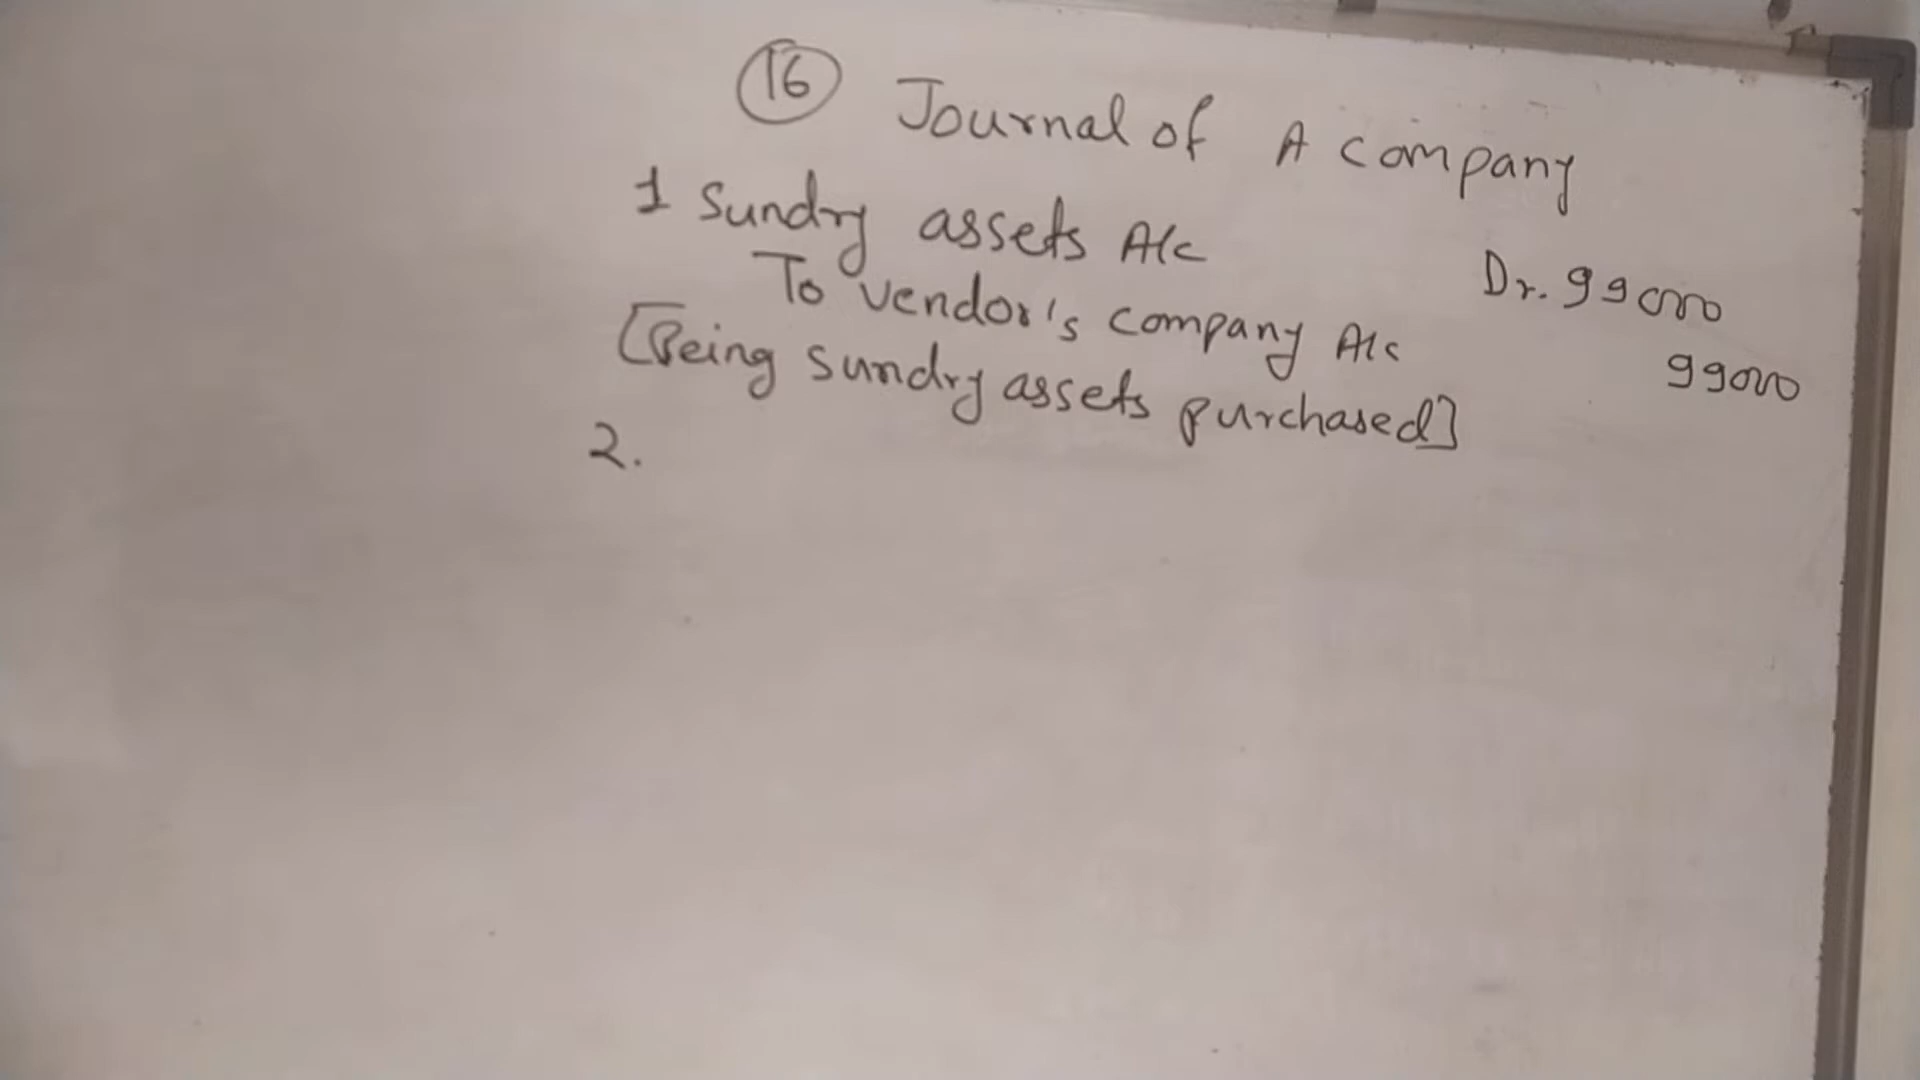 16 Journal of A company
1 Sundry assets A/c Dr. 99000
To vendor's company A/c 99000
[Being sundry assets purchased]
2.